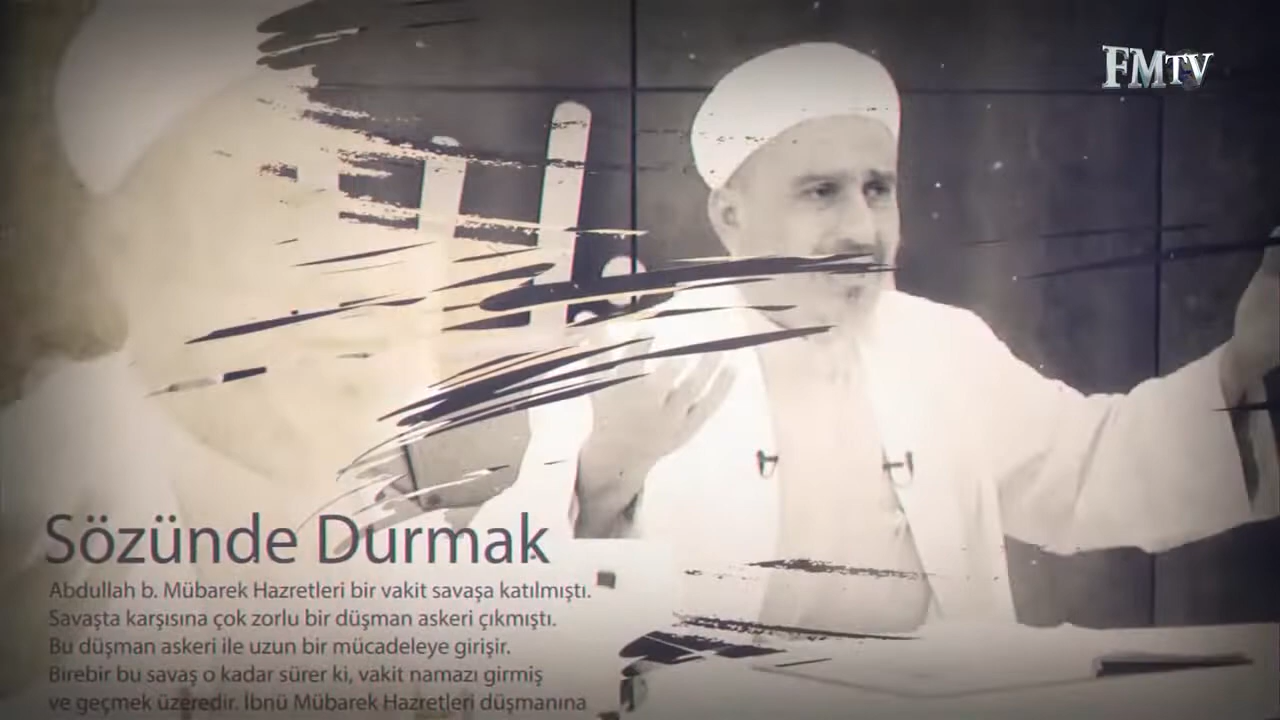 FMTV
Sözünde Durmak
Abdullah b. Mübarek Hazretleri bir vakit savaşa katılmıştı.
Savaşta karşısına çok zorlu bir düşman askeri çıkmıştı.
Bu düşman askeri ile uzun bir mücadeleye girişir.
Birebir bu savaş o kadar sürer ki, vakit namazı girmiş
ve geçmek üzeredir. İbnü Mübarek Hazretleri düşmanına